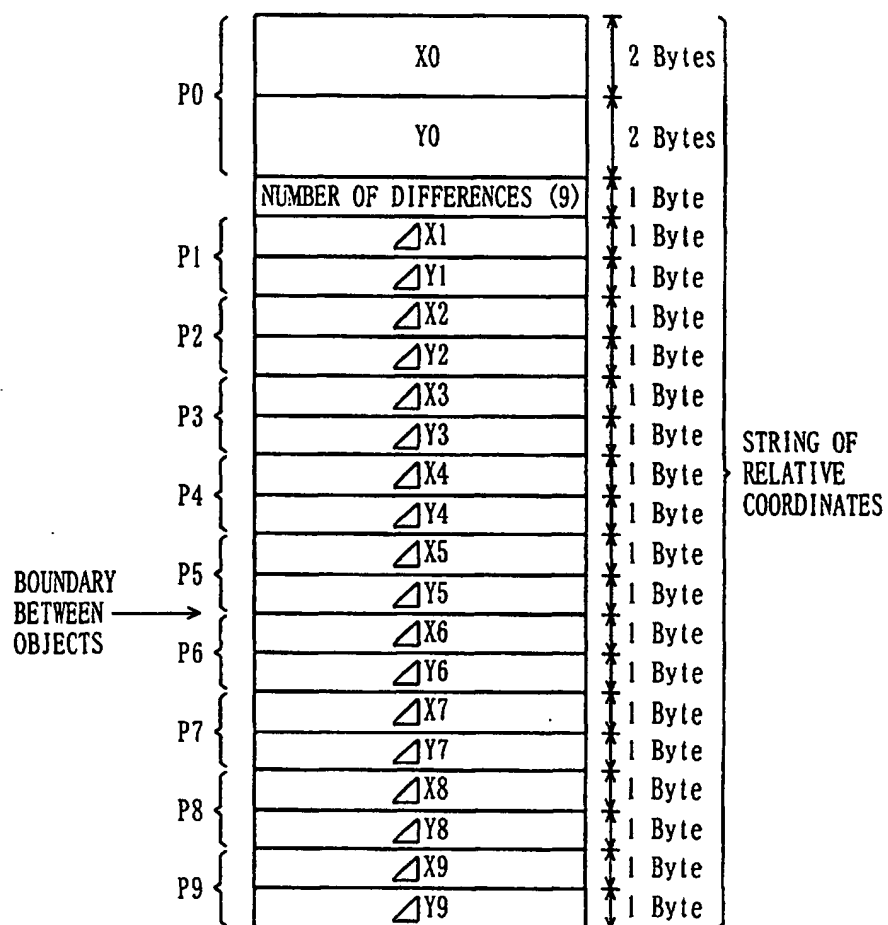 P0
X0
2 Bytes
Y0
2 Bytes
NUMBER OF DIFFERENCES (9)
1 Byte
P1
⊿X1
1 Byte
⊿Y1
1 Byte
P2
⊿X2
1 Byte
⊿Y2
1 Byte
P3
⊿X3
1 Byte
⊿Y3
1 Byte
P4
⊿X4
1 Byte
⊿Y4
1 Byte
STRING OF
RELATIVE
COORDINATES
P5
⊿X5
1 Byte
⊿Y5
1 Byte
BOUNDARY
BETWEEN
OBJECTS
P6
⊿X6
1 Byte
⊿Y6
1 Byte
P7
⊿X7
1 Byte
⊿Y7
1 Byte
P8
⊿X8
1 Byte
⊿Y8
1 Byte
P9
⊿X9
1 Byte
⊿Y9
1 Byte